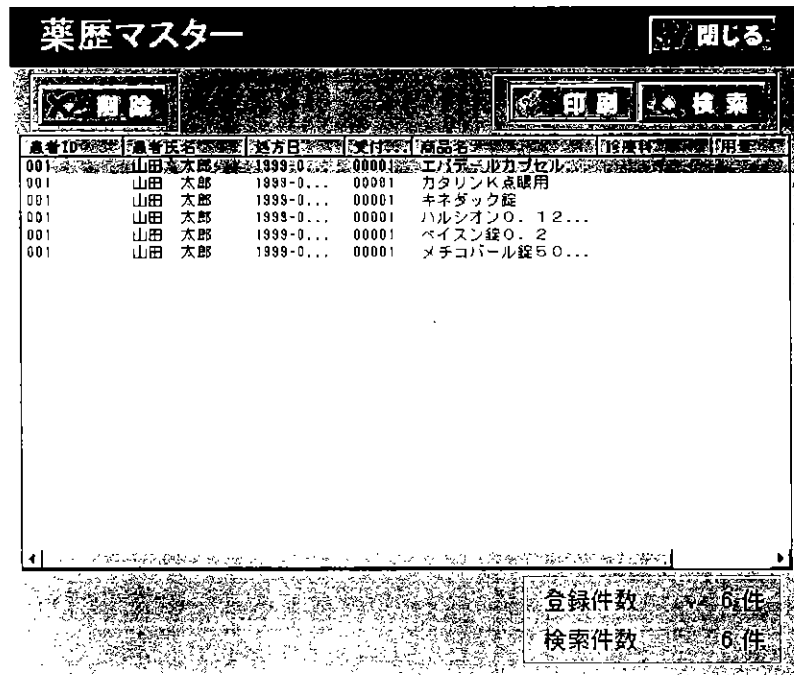 薬歴マスター 閉じる
削除 印刷 検索
患者ID 患者氏名 処方日 受付 商品名 診療科 用量
001 山田 太郎 1999-0... 00001 エパデールカプセル
001 山田 太郎 1999-0... 00001 カタリンK点眼用
001 山田 太郎 1999-0... 00001 キネダック錠
001 山田 太郎 1999-0... 00001 ハルシオン0.12...
001 山田 太郎 1999-0... 00001 ベイスン錠0.2
001 山田 太郎 1999-0... 00001 メチコバール錠50...
登録件数 6件
検索件数 6件